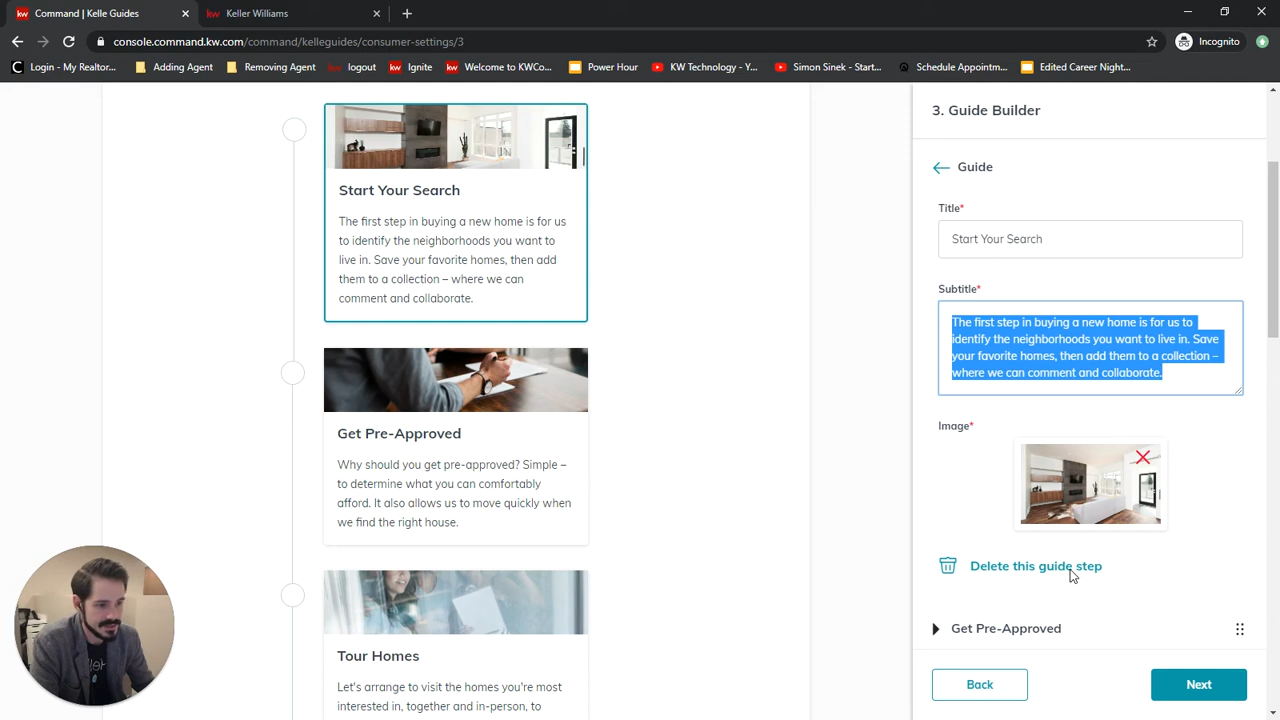 Command | Kelle Guides
Keller Williams
console.command.kw.com/command/kelleguides/consumer-settings/3
Incognito
Login - My Realtor...
Adding Agent
Removing Agent
logout
Ignite
Welcome to KWCo...
Power Hour
KW Technology - Y...
Simon Sinek - Start...
Schedule Appointm...
Edited Career Night...
Start Your Search
The first step in buying a new home is for us
to identify the neighborhoods you want to
live in. Save your favorite homes, then add
them to a collection – where we can
comment and collaborate.
Get Pre-Approved
Why should you get pre-approved? Simple –
to determine what you can comfortably
afford. It also allows us to move quickly when
we find the right house.
Tour Homes
Let's arrange to visit the homes you're most
interested in, together and in-person, to
3. Guide Builder
Guide
Title*
Start Your Search
Subtitle*
The first step in buying a new home is for us to
identify the neighborhoods you want to live in. Save
your favorite homes, then add them to a collection –
where we can comment and collaborate.
Image*
Delete this guide step
Get Pre-Approved
Back
Next